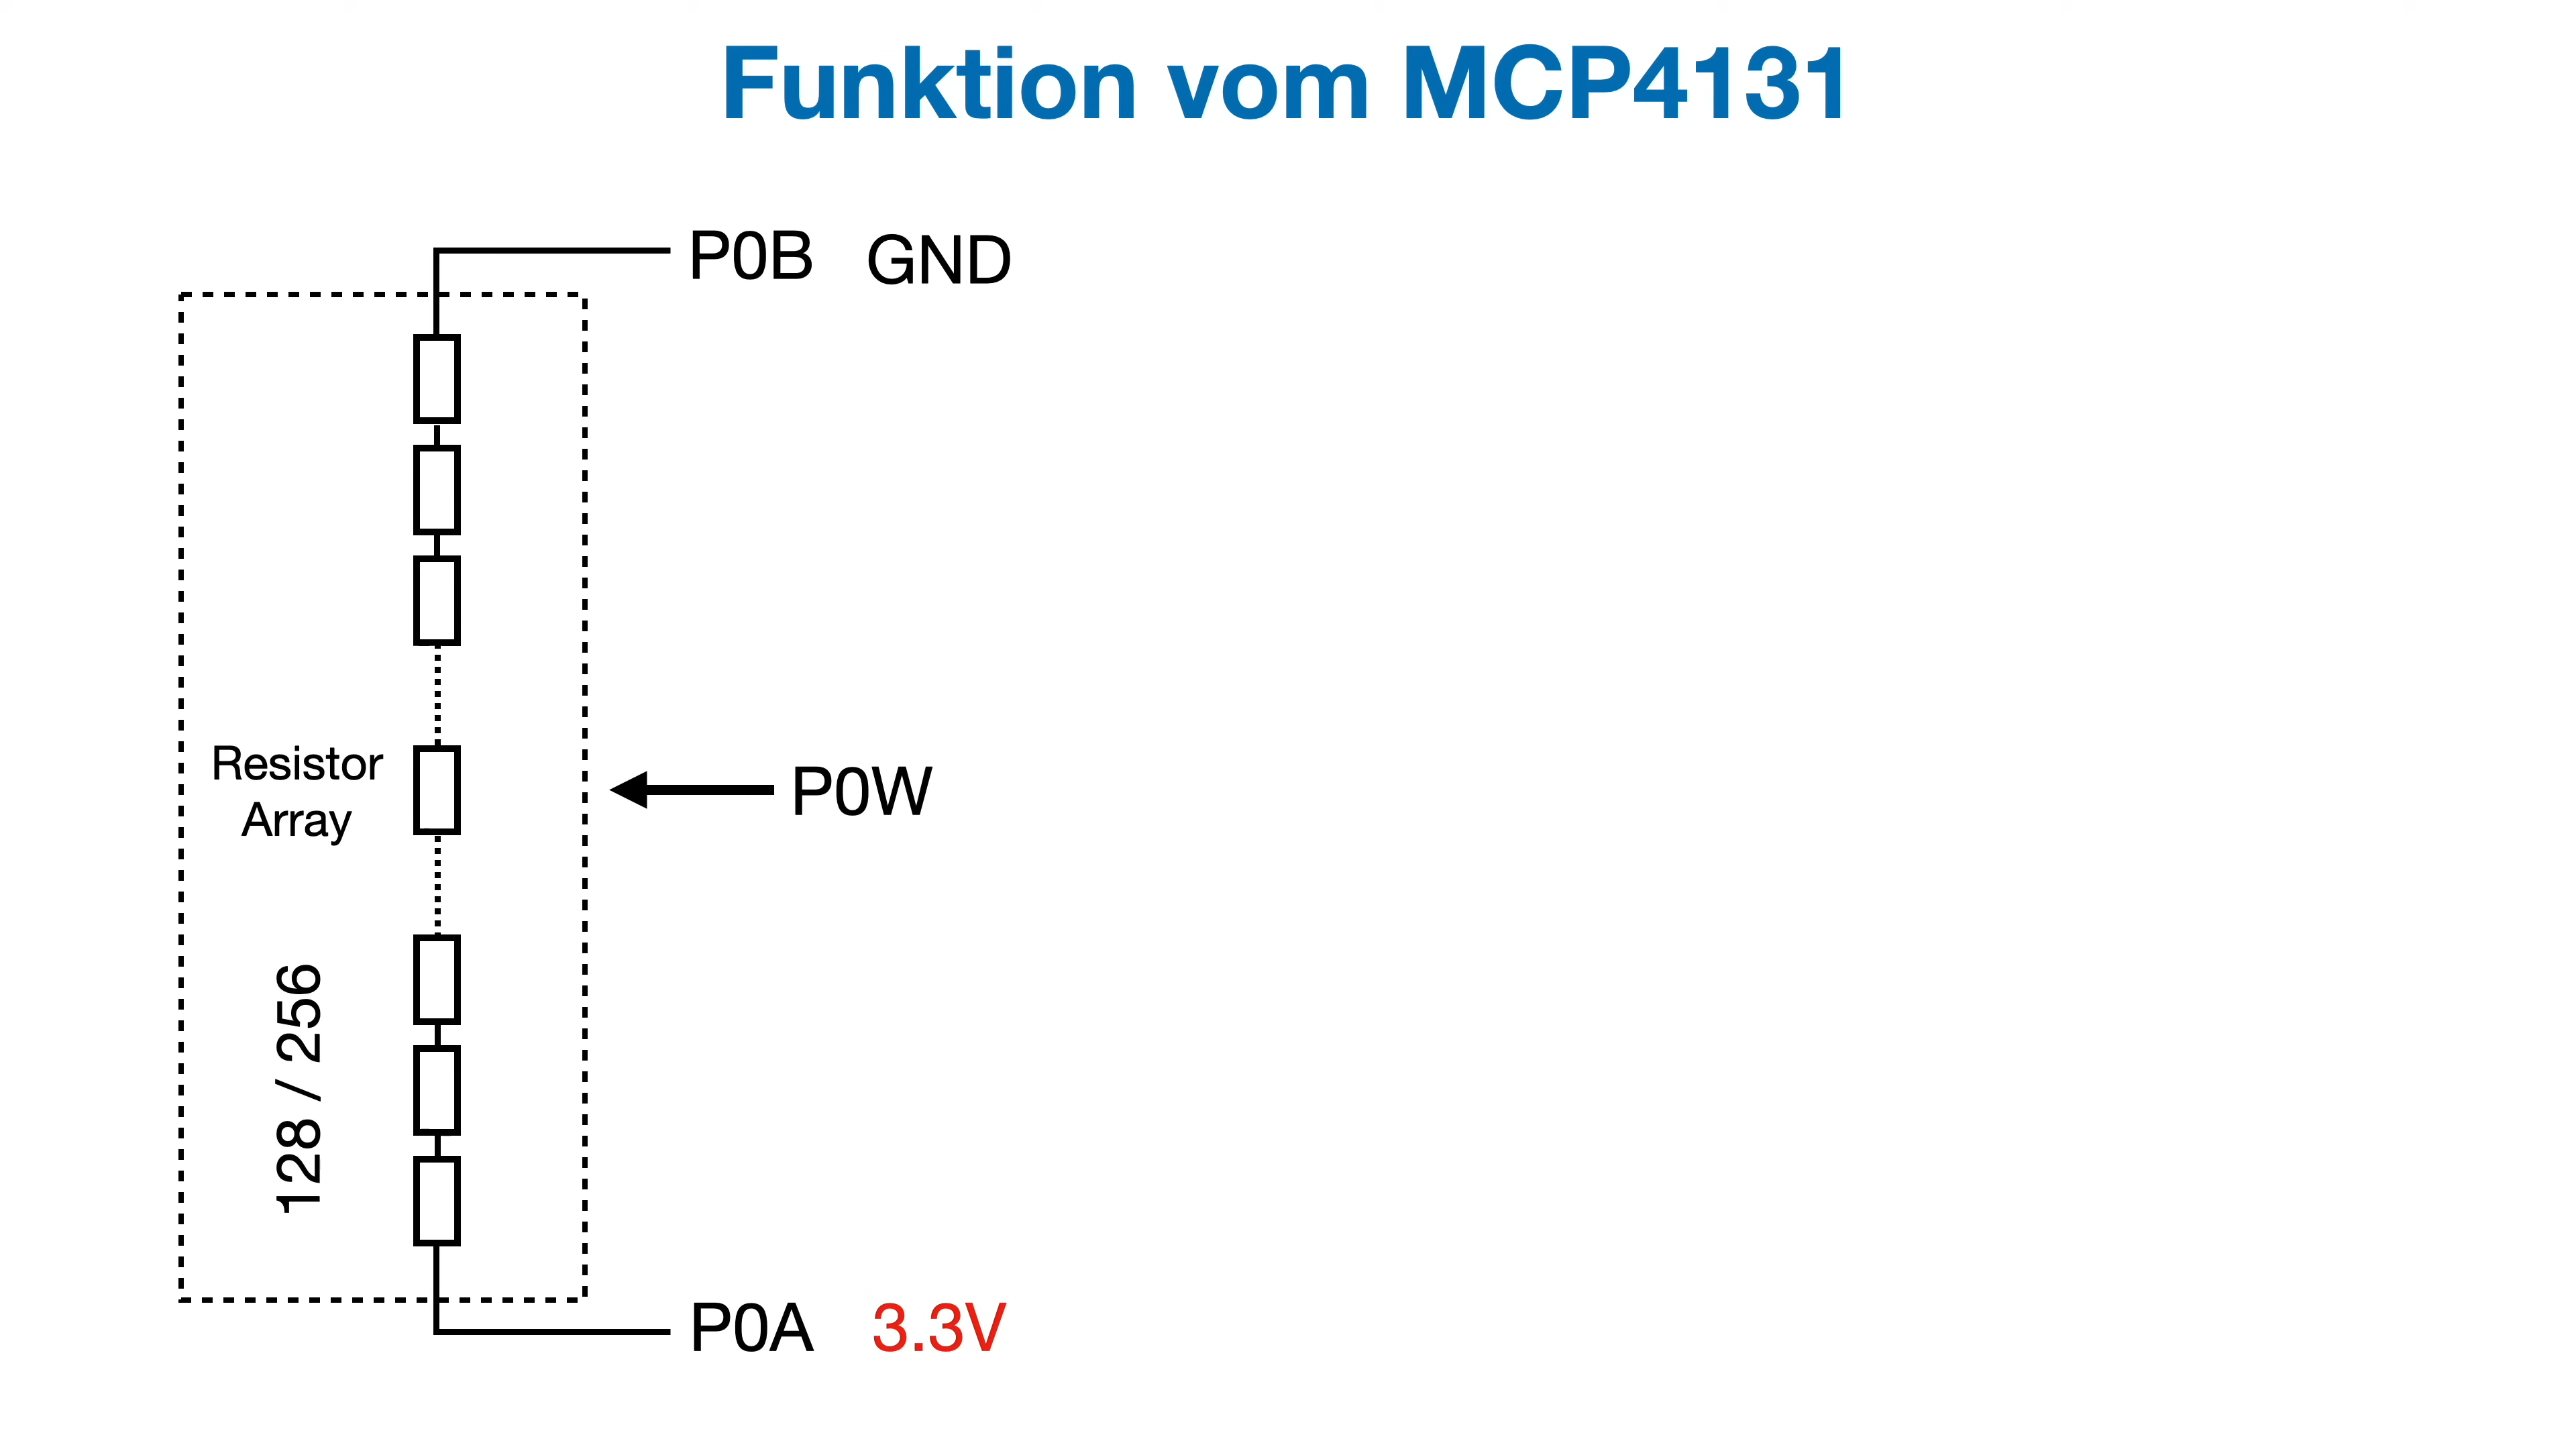 Funktion vom MCP4131
P0B GND
Resistor
Array
P0W
128 / 256
P0A 3.3V